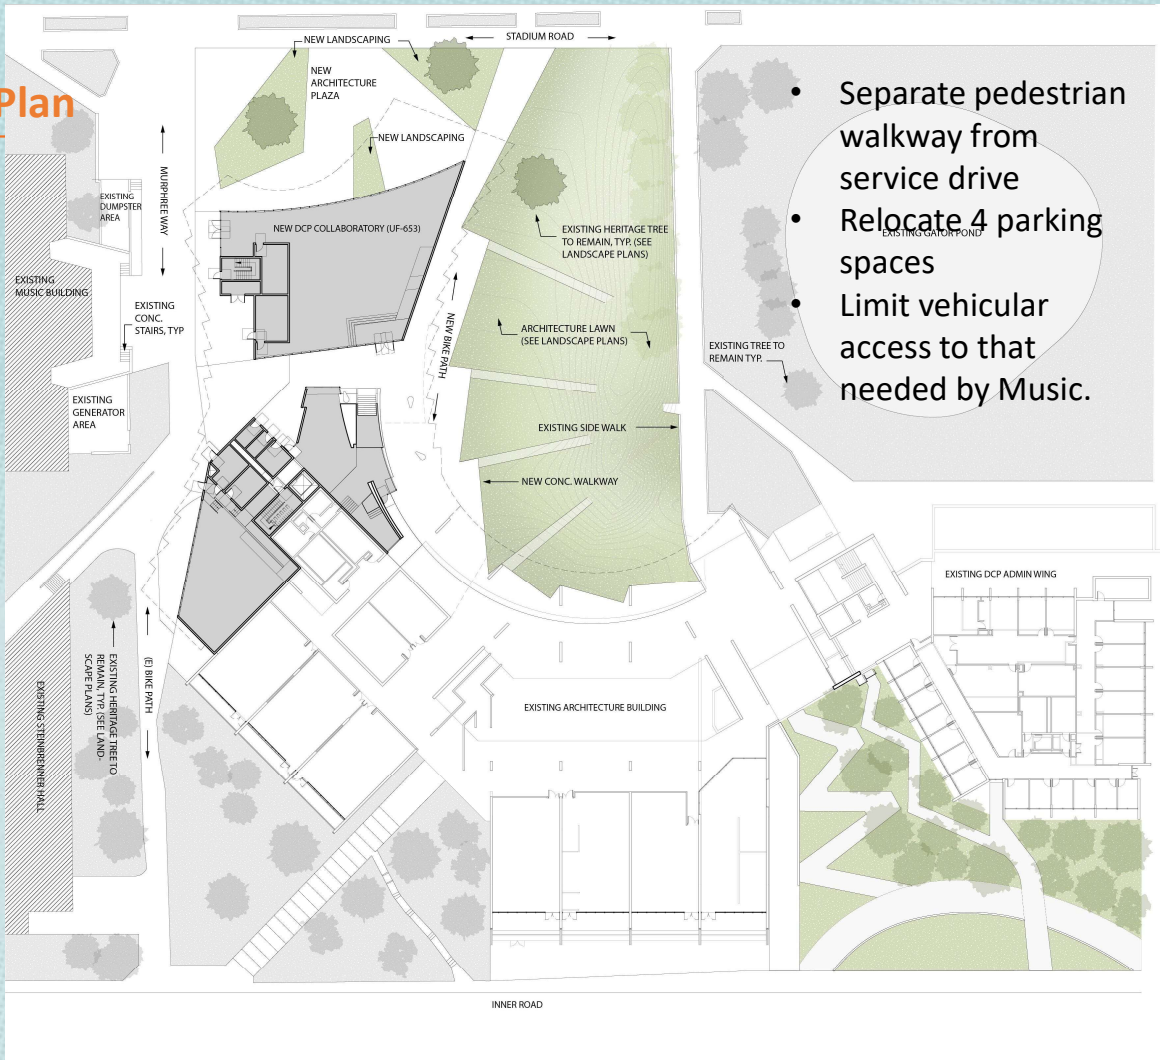 Plan
NEW LANDSCAPING
STADIUM ROAD
NEW
ARCHITECTURE
PLAZA
NEW LANDSCAPING
MURPHREE WAY
EXISTING
DUMPSTER
AREA
NEW DCP COLLABORATORY (UF-653)
EXISTING HERITAGE TREE
TO REMAIN, TYP. (SEE
LANDSCAPE PLANS)
• Separate pedestrian
walkway from
service drive
• Relocate 4 parking
spaces
• Limit vehicular
access to that
needed by Music.
EXISTING GATOR POND
EXISTING
MUSIC BUILDING
EXISTING
CONC.
STAIRS, TYP
NEW BIKE PATH
ARCHITECTURE LAWN
(SEE LANDSCAPE PLANS)
EXISTING TREE TO
REMAIN TYP.
EXISTING
GENERATOR
AREA
EXISTING SIDE WALK
NEW CONC. WALKWAY
EXISTING DCP ADMIN WING
EXISTING HERITAGE TREE TO
REMAIN, TYP. (SEE LAND-
SCAPE PLANS)
(E) BIKE PATH
EXISTING STEINBRENNER HALL
EXISTING ARCHITECTURE BUILDING
INNER ROAD